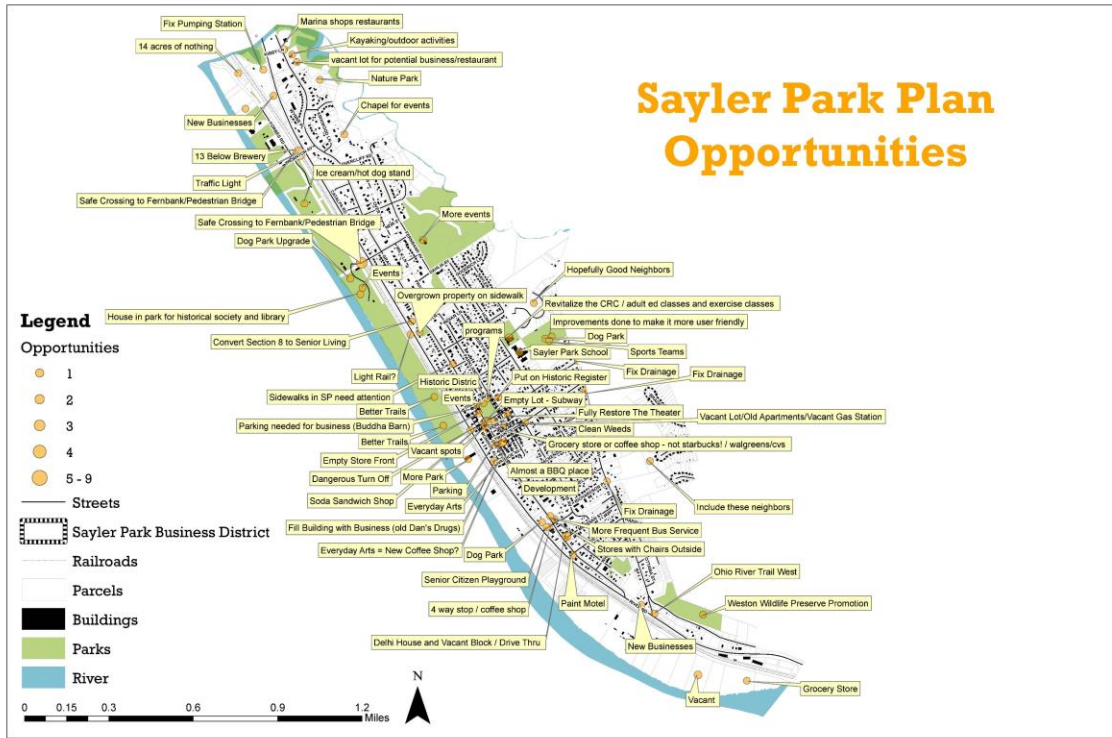 Sayler Park Plan
Opportunities
Fix Pumping Station
Marina shops restaurants
14 acres of nothing
Kayaking/outdoor activities
vacant lot for potential business/restaurant
Nature Park
New Businesses
Chapel for events
13 Below Brewery
Traffic Light
Ice cream/hot dog stand
Safe Crossing to Fernbank/Pedestrian Bridge
Safe Crossing to Fernbank/Pedestrian Bridge
More events
Dog Park Upgrade
Events
Hopefully Good Neighbors
Overgrown property on sidewalk
Revitalize the CRC / adult ed classes and exercise classes
House in park for historical society and library
programs
Improvements done to make it more user friendly
Dog Park
Convert Section 8 to Senior Living
Sayler Park School
Sports Teams
Light Rail?
Historic Distric
Put on Historic Register
Fix Drainage
Fix Drainage
Sidewalks in SP need attention
Events
Empty Lot - Subway
Better Trails
Fully Restore The Theater
Vacant Lot/Old Apartments/Vacant Gas Station
Parking needed for business (Buddha Barn)
Clean Weeds
Better Trails
Grocery store or coffee shop - not starbucks! / walgreens/cvs
Vacant spots
Empty Store Front
Dangerous Turn Off
More Park
Almost a BBQ place
Soda Sandwich Shop
Parking
Development
Everyday Arts
Fix Drainage
Include these neighbors
Fill Building with Business (old Dan's Drugs)
More Frequent Bus Service
Everyday Arts = New Coffee Shop?
Dog Park
Stores with Chairs Outside
Senior Citizen Playground
Ohio River Trail West
4 way stop / coffee shop
Paint Motel
Weston Wildlife Preserve Promotion
Delhi House and Vacant Block / Drive Thru
New Businesses
Vacant
Grocery Store
Legend
Opportunities
1
2
3
4
5 - 9
Streets
Sayler Park Business District
Railroads
Parcels
Buildings
Parks
River
N
0 0.15 0.3 0.6 0.9 1.2
Miles